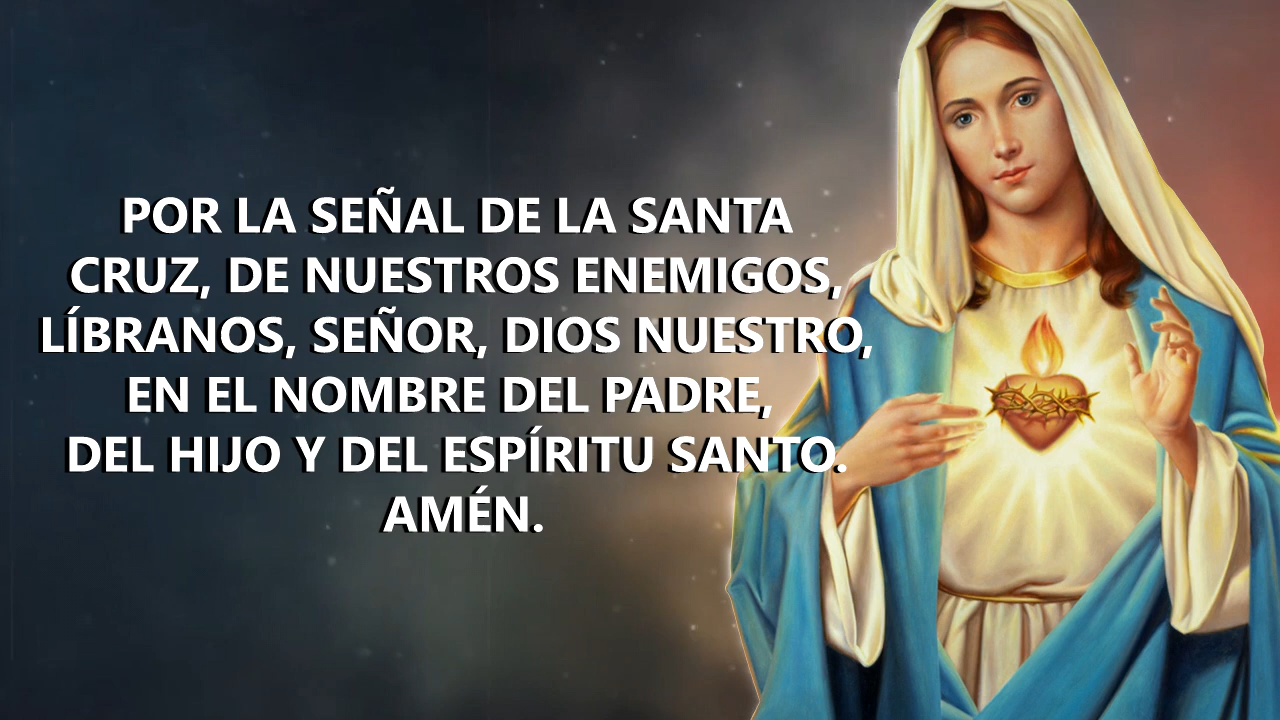 POR LA SEÑAL DE LA SANTA
CRUZ, DE NUESTROS ENEMIGOS,
LÍBRANOS, SEÑOR, DIOS NUESTRO,
EN EL NOMBRE DEL PADRE,
DEL HIJO Y DEL ESPÍRITU SANTO.
AMÉN.